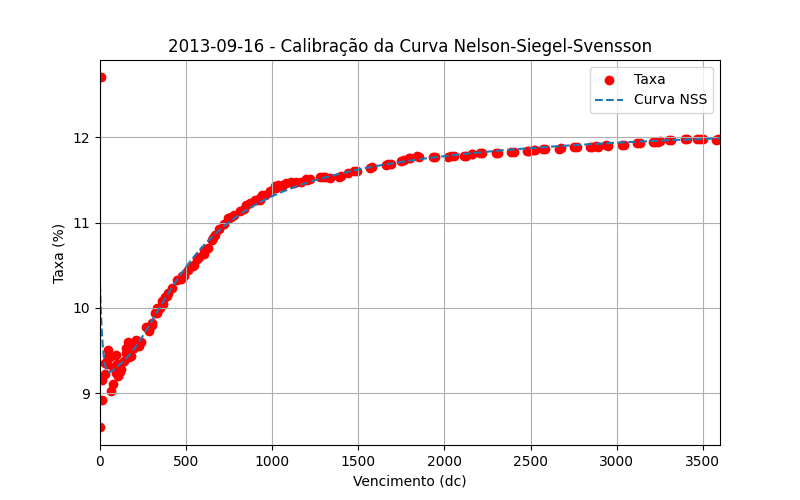 2013-09-16 - Calibração da Curva Nelson-Siegel-Svensson
Taxa
Curva NSS
12
11
10
9
Taxa (%)
0 500 1000 1500 2000 2500 3000 3500
Vencimento (dc)